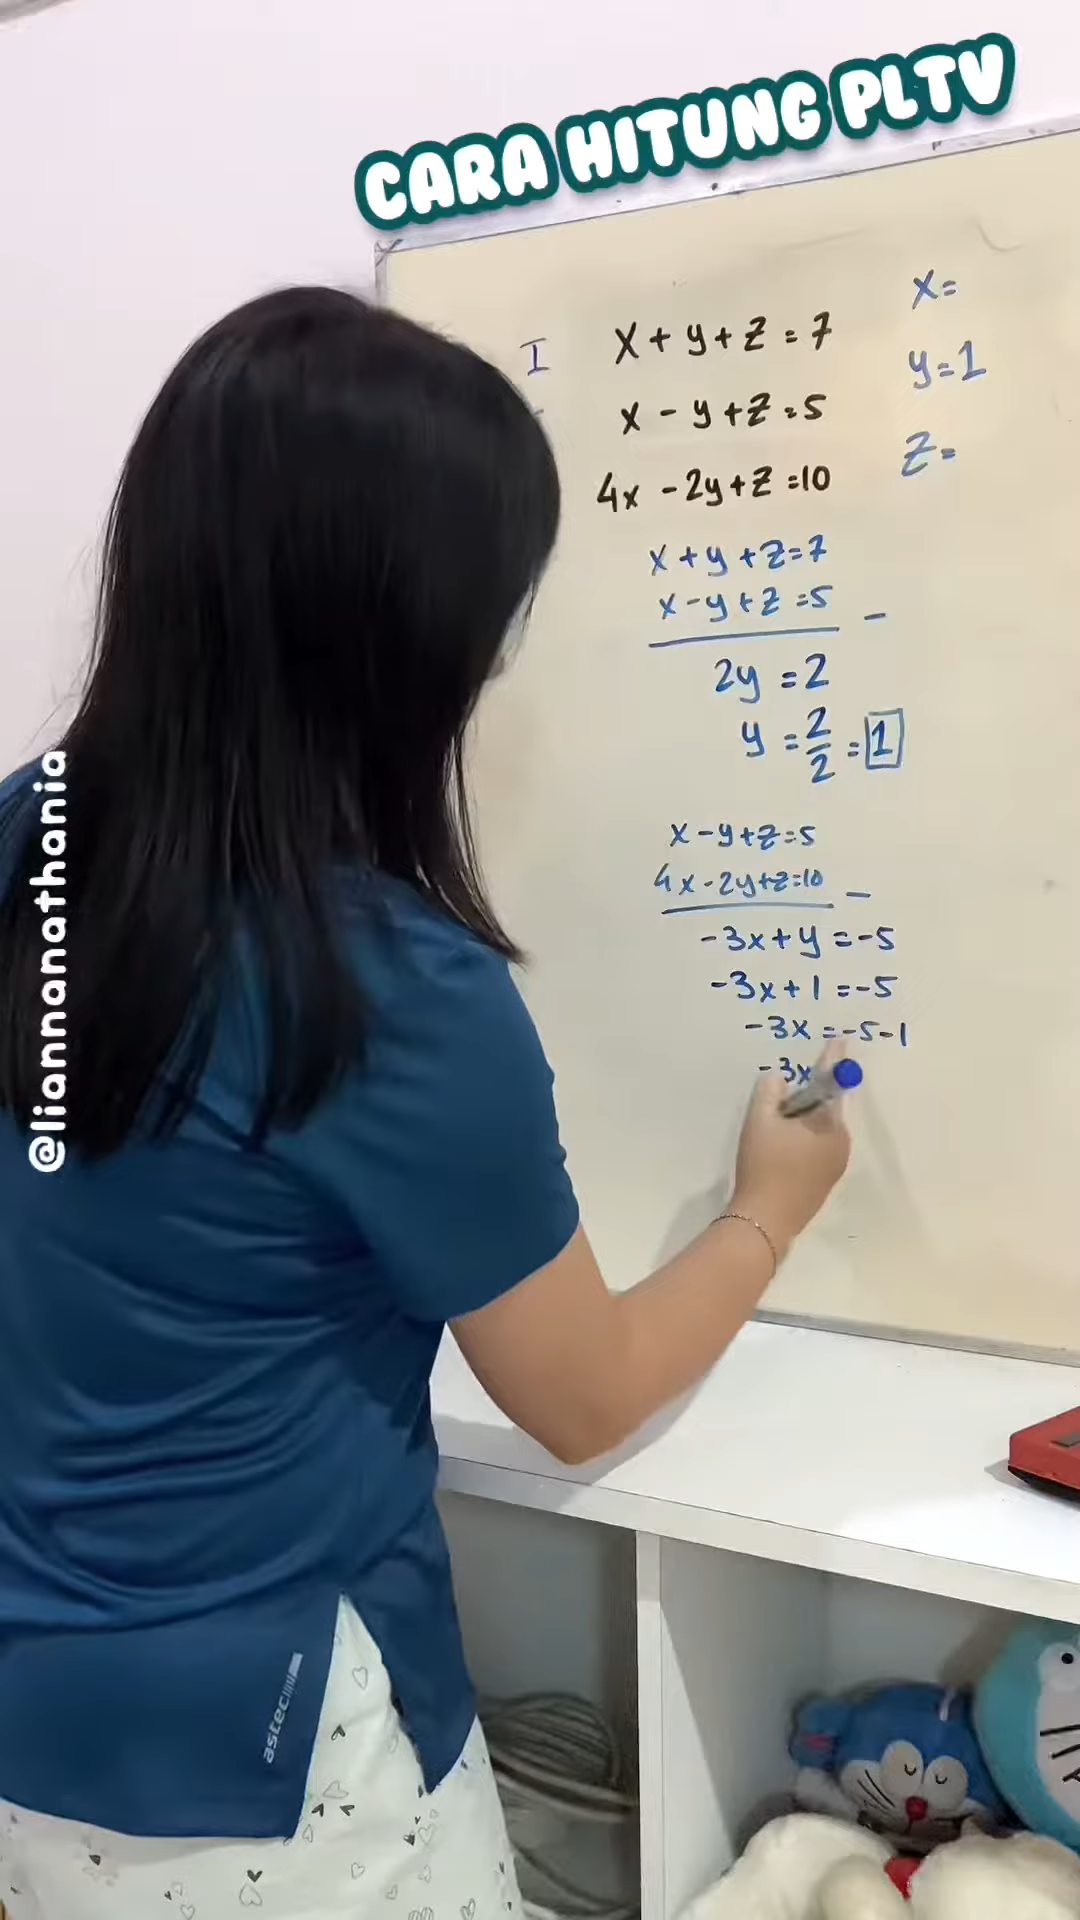 CARA HITUNG PLTV
I x + y + z = 7
x - y + z = 5
4x - 2y + z = 10
x =
y = 1
z =
x + y + z = 7
x - y + z = 5 -
2y = 2
y = 2/2 = 1
x - y + z = 5
4x - 2y + z = 10 -
-3x + y = -5
-3x + 1 = -5
-3x = -5 - 1
-3x
@liannanathania
astec